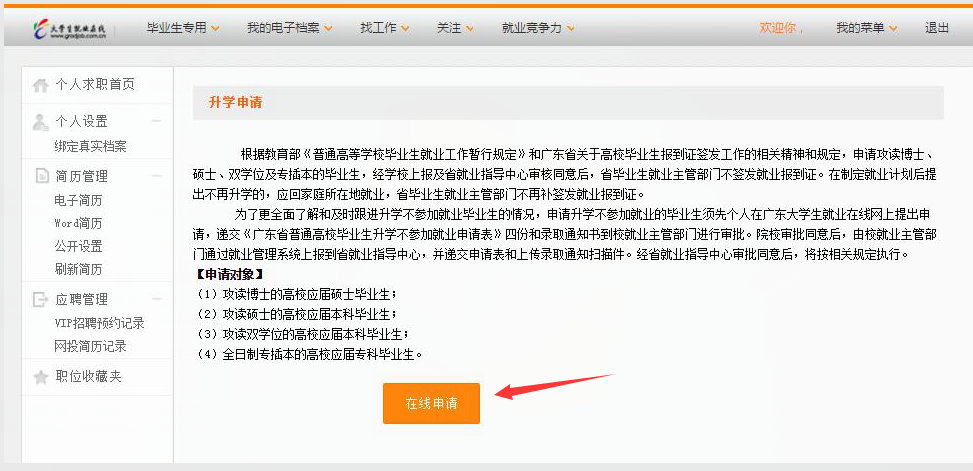 大学生就业在线
www.gradjob.com.cn
毕业生专用
我的电子档案
找工作
关注
就业竞争力
欢迎你，
我的菜单
退出
个人求职首页
个人设置
绑定真实档案
简历管理
电子简历
Word简历
公开设置
刷新简历
应聘管理
VIP招聘预约记录
网投简历记录
职位收藏夹
升学申请
根据教育部《普通高等学校毕业生就业工作暂行规定》和广东省关于高校毕业生报到证签发工作的相关精神和规定，申请攻读博士、
硕士、双学位及专插本的毕业生，经学校上报及省就业指导中心审核同意后，省毕业生就业主管部门不签发就业报到证。在制定就业计划后提
出不再升学的，应回家庭所在地就业，省毕业生就业主管部门不再补签发就业报到证。
为了更全面了解和及时跟进升学不参加就业毕业生的情况，申请升学不参加就业的毕业生须先个人在广东大学生就业在线网上提出申
请，递交《广东省普通高校毕业生升学不参加就业申请表》四份和录取通知书到校就业主管部门进行审批。院校审批同意后，由校就业主管部
门通过就业管理系统上报到省就业指导中心，并递交申请表和上传录取通知扫描件。经省就业指导中心审批同意后，将按相关规定执行。
【申请对象】
（1）攻读博士的高校应届硕士毕业生；
（2）攻读硕士的高校应届本科毕业生；
（3）攻读双学位的高校应届本科毕业生；
（4）全日制专插本的高校应届专科毕业生。
在线申请